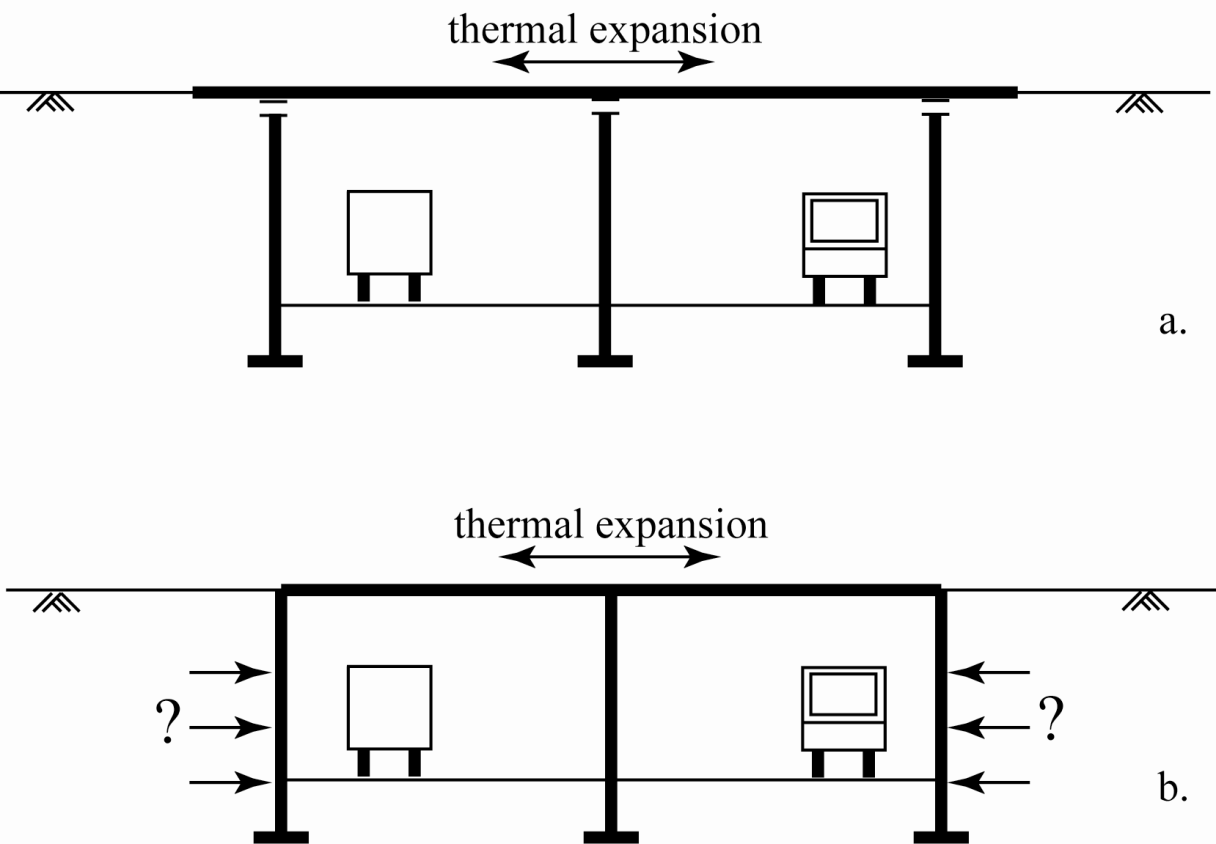 thermal expansion
a.
thermal expansion
? ?
b.